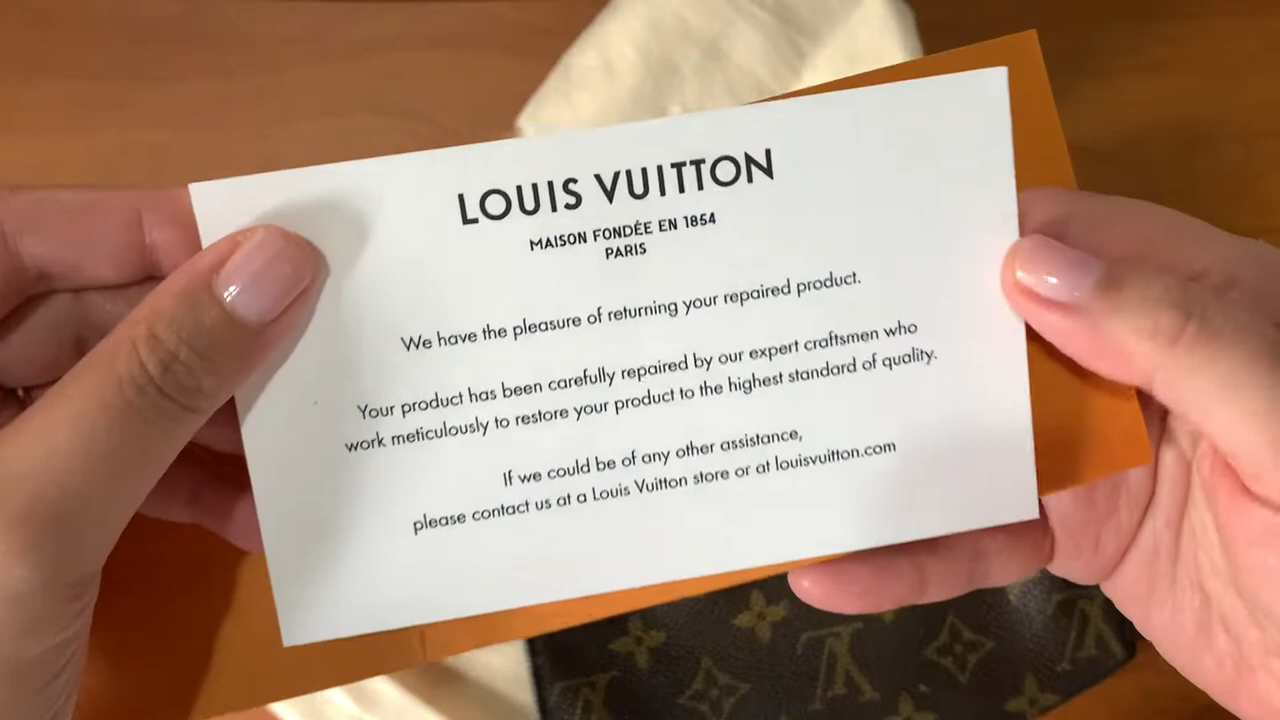 LOUIS VUITTON
MAISON FONDÉE EN 1854
PARIS
We have the pleasure of returning your repaired product.
Your product has been carefully repaired by our expert craftsmen who
work meticulously to restore your product to the highest standard of quality.
If we could be of any other assistance,
please contact us at a Louis Vuitton store or at louisvuitton.com